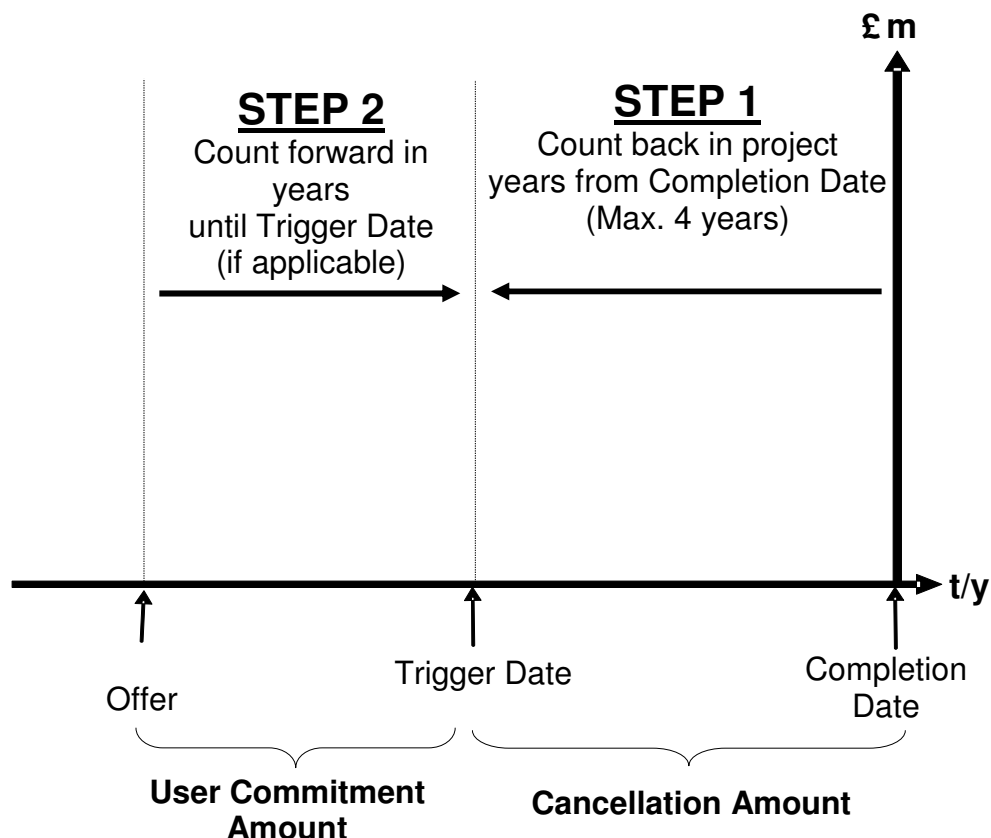 £ m
STEP 2
Count forward in
years
until Trigger Date
(if applicable)
STEP 1
Count back in project
years from Completion Date
(Max. 4 years)
t/y
Offer
Trigger Date
Completion
Date
User Commitment
Amount
Cancellation Amount